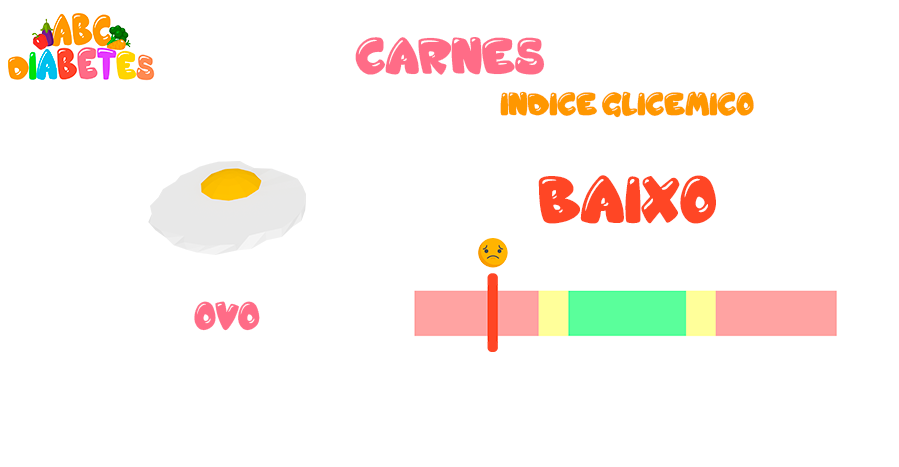 ABC
DIABETES
CARNES
INDICE GLICEMICO
BAIXO
OVO